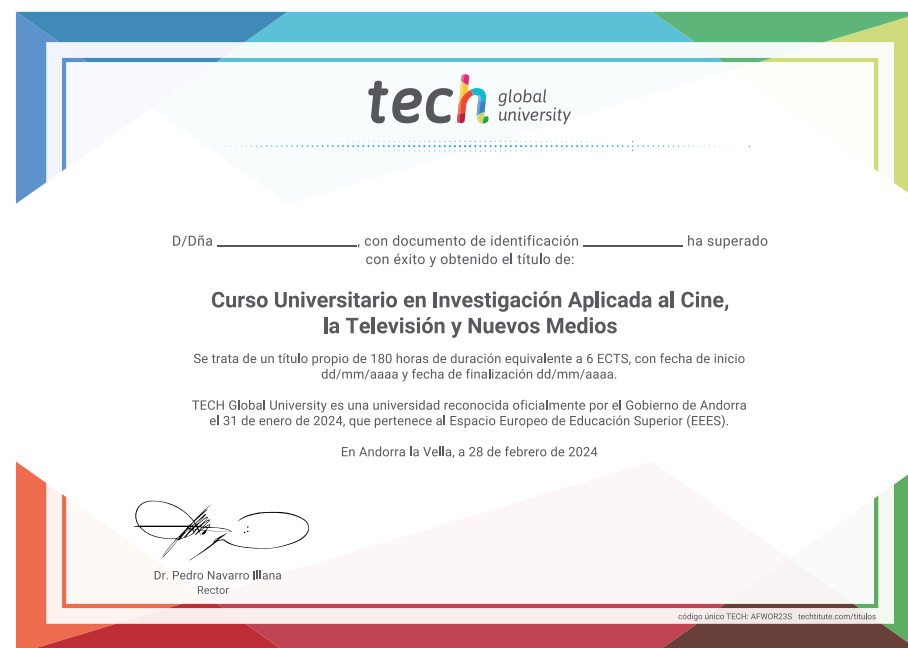 tech global
university
D/Dña ______________, con documento de identificación __________ ha superado
con éxito y obtenido el título de:
Curso Universitario en Investigación Aplicada al Cine,
la Televisión y Nuevos Medios
Se trata de un título propio de 180 horas de duración equivalente a 6 ECTS, con fecha de inicio
dd/mm/aaaa y fecha de finalización dd/mm/aaaa.
TECH Global University es una universidad reconocida oficialmente por el Gobierno de Andorra
el 31 de enero de 2024, que pertenece al Espacio Europeo de Educación Superior (EEES).
En Andorra la Vella, a 28 de febrero de 2024
Dr. Pedro Navarro Illana
Rector
código único TECH: AFWOR23S techtitute.com/titulos